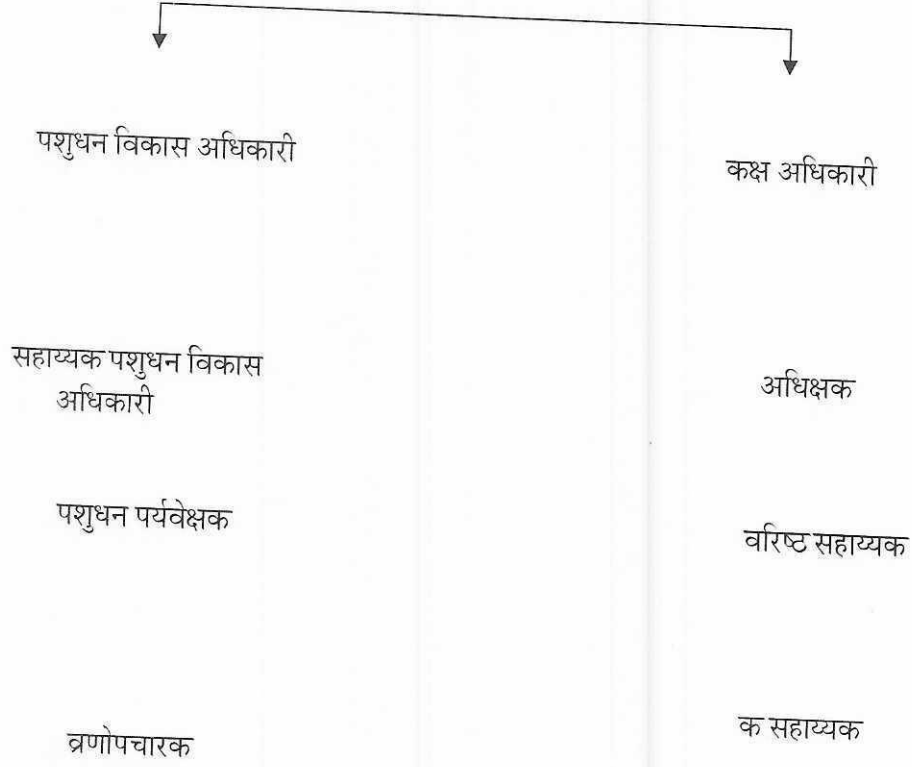 पशुधन विकास अधिकारी
कक्ष अधिकारी
सहाय्यक पशुधन विकास
अधिकारी
अधिक्षक
पशुधन पर्यवेक्षक
वरिष्ट सहाय्यक
व्रणोपचारक
क सहाय्यक